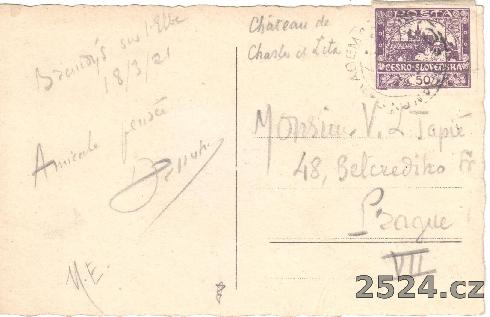 Brandýs sur l'Elbe
18/3/21
Amicale pensée
M.E.
Château de
Charles et Zita
POŠTA
ČESKO-SLOVENSKÁ
50
Monsieur V. L. Tapié
48, Belcrediho tř
Prague
VII
2524.cz